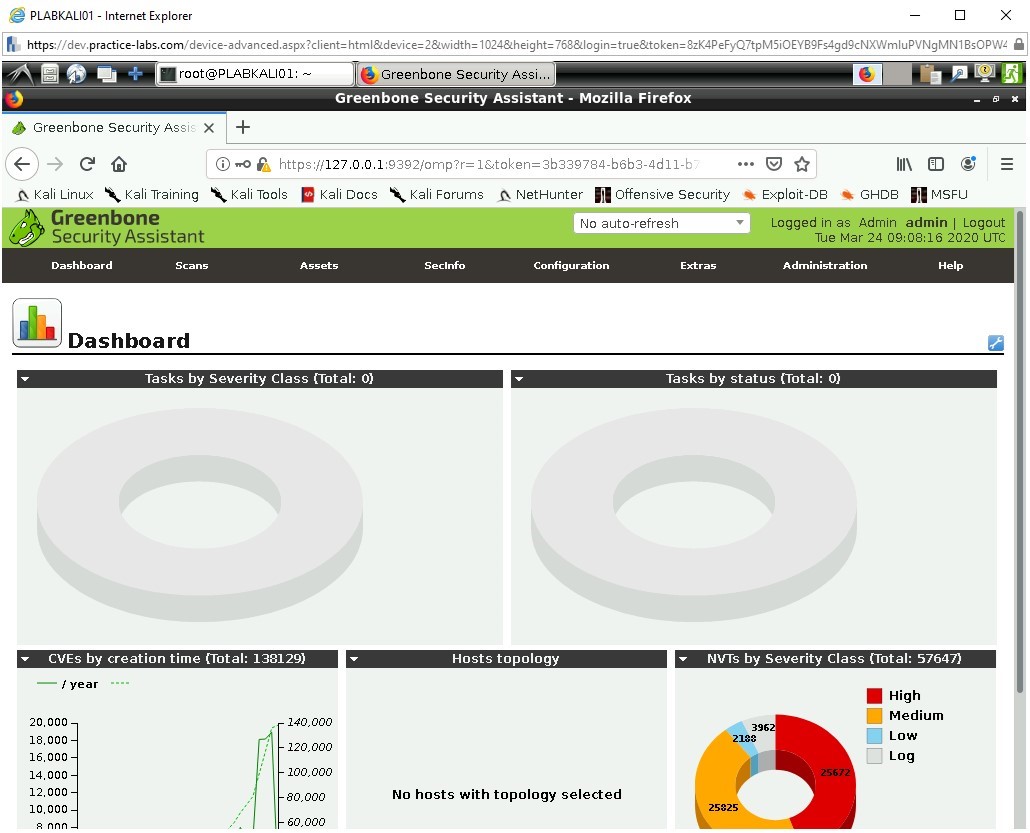 PLABKALI01 - Internet Explorer
https://dev.practice-labs.com/device-advanced.aspx?client=html&device=2&width=1024&height=768&login=true&token=8zK4PeFyQ7tpM5iOEYB9Fs4gd9cNXWmIuPVNgMN1BsOPW4
root@PLABKALI01: ~ Greenbone Security Assi...
Greenbone Security Assistant - Mozilla Firefox
Greenbone Security Assis
https://127.0.0.1:9392/omp?r=1&token=3b339784-b6b3-4d11-b7
Kali Linux Kali Training Kali Tools Kali Docs Kali Forums NetHunter Offensive Security Exploit-DB GHDB MSFU
Greenbone
Security Assistant
No auto-refresh
Logged in as Admin admin | Logout
Tue Mar 24 09:08:16 2020 UTC
Dashboard Scans Assets SecInfo Configuration Extras Administration Help
Dashboard
Tasks by Severity Class (Total: 0)
Tasks by status (Total: 0)
CVEs by creation time (Total: 138129)
/ year
20,000
18,000
16,000
14,000
12,000
10,000
8,000
140,000
120,000
100,000
80,000
60,000
Hosts topology
No hosts with topology selected
NVTs by Severity Class (Total: 57647)
High
Medium
Low
Log
3962
2188
25672
25825